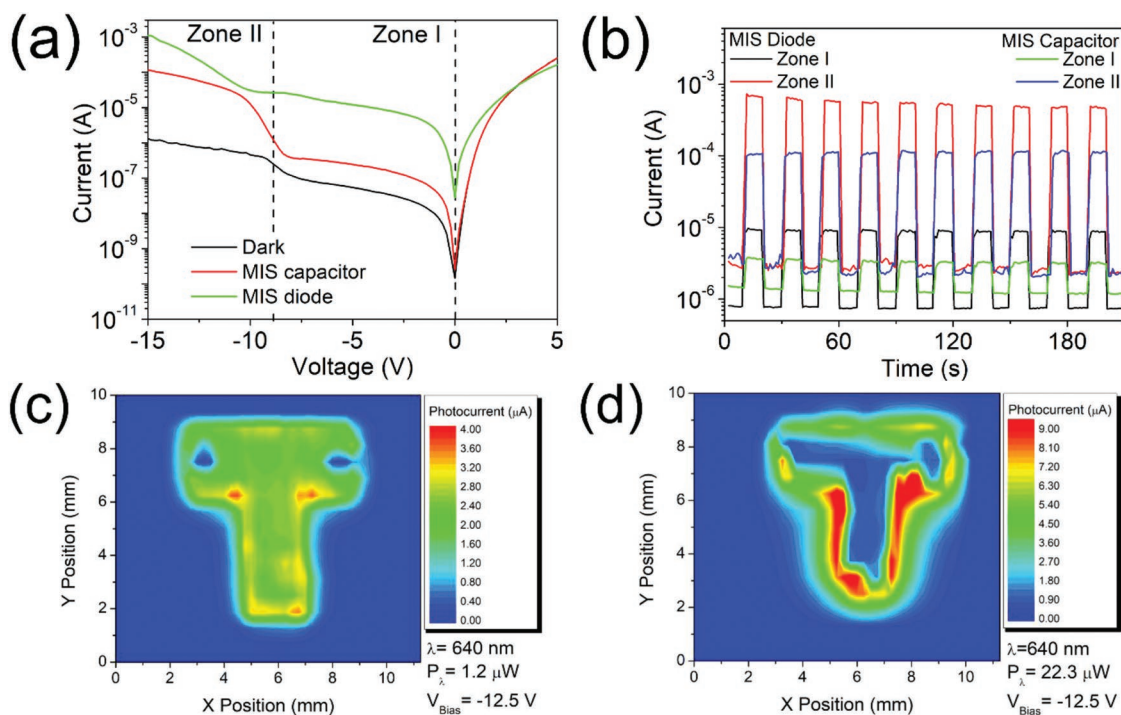 (a)
Zone II
Zone I
10⁻³
10⁻⁵
10⁻⁷
10⁻⁹
10⁻¹¹
Current (A)
Dark
MIS capacitor
MIS diode
-15
-10
-5
0
5
Voltage (V)
(b)
MIS Diode
Zone I
Zone II
MIS Capacitor
Zone I
Zone II
10⁻³
10⁻⁴
10⁻⁵
10⁻⁶
Current (A)
0
60
120
180
Time (s)
(c)
10
8
6
4
2
0
Y Position (mm)
0
2
4
6
8
10
X Position (mm)
Photocurrent (μA)
4.00
3.60
3.20
2.80
2.40
2.00
1.60
1.20
0.80
0.40
0.00
λ= 640 nm
Pλ= 1.2 μW
VBias= -12.5 V
(d)
10
8
6
4
2
0
Y Position (mm)
0
2
4
6
8
10
X Position (mm)
Photocurrent (μA)
9.00
8.10
7.20
6.30
5.40
4.50
3.60
2.70
1.80
0.90
0.00
λ=640 nm
Pλ= 22.3 μW
VBias= -12.5 V